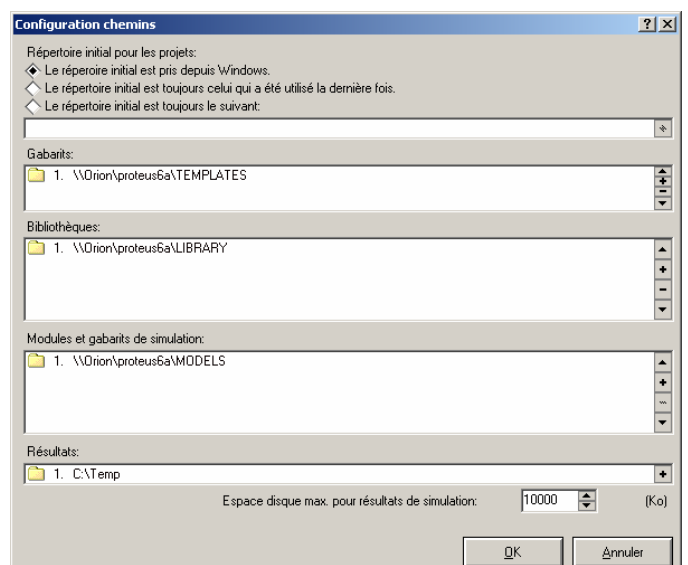 Configuration chemins
Répertoire initial pour les projets:
Le réperoire initial est pris depuis Windows.
Le répertoire initial est toujours celui qui a été utilisé la dernière fois.
Le répertoire initial est toujours le suivant:
Gabarits:
1. \\Orion\proteus6a\TEMPLATES
Bibliothèques:
1. \\Orion\proteus6a\LIBRARY
Modules et gabarits de simulation:
1. \\Orion\proteus6a\MODELS
Résultats:
1. C:\Temp
Espace disque max. pour résultats de simulation: 10000 (Ko)
OK Annuler